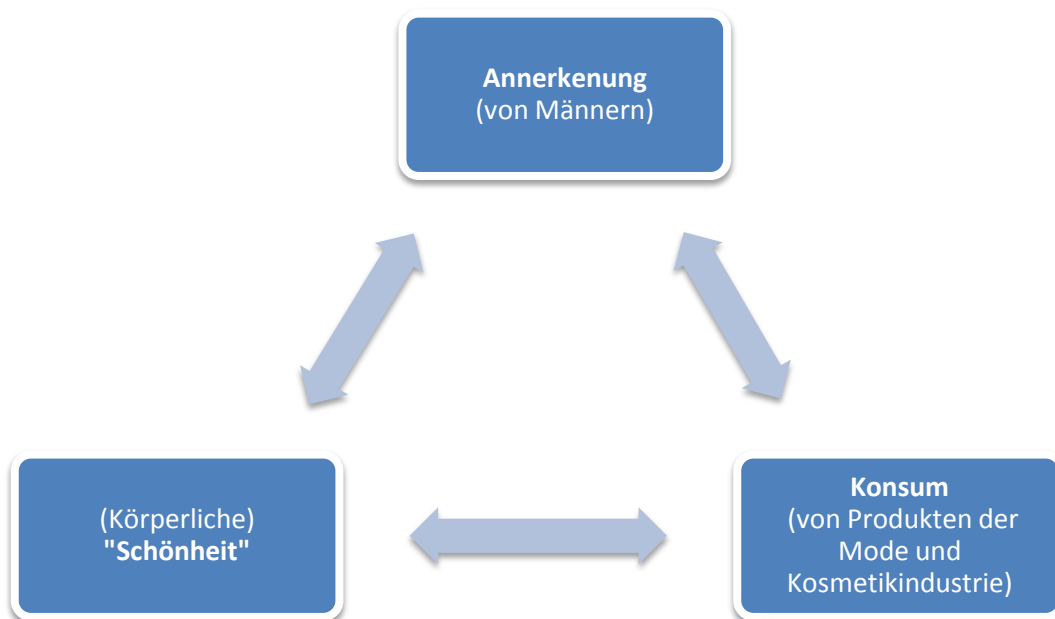 Annerkenung
(von Männern)
(Körperliche)
"Schönheit"
Konsum
(von Produkten der
Mode und
Kosmetikindustrie)